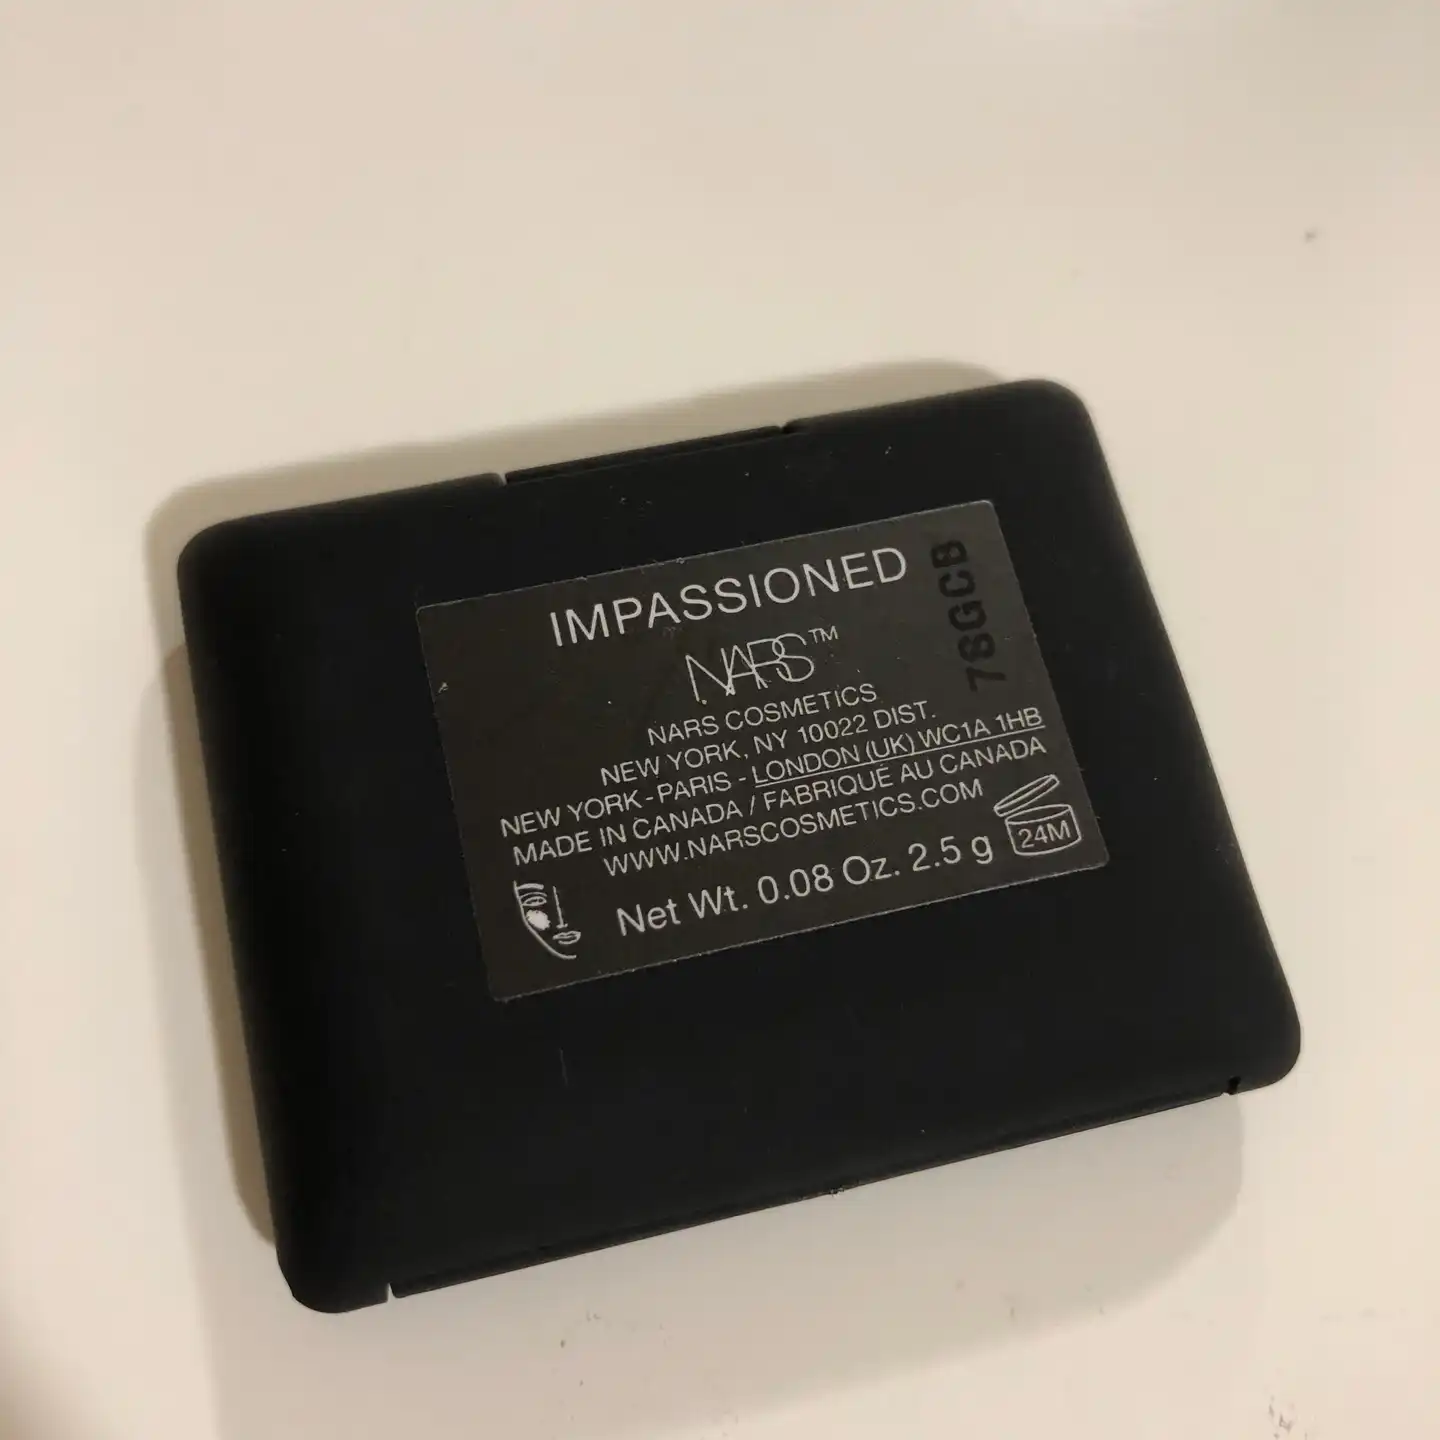 IMPASSIONED
NARS™
NARS COSMETICS
NEW YORK, NY 10022 DIST.
NEW YORK - PARIS - LONDON (UK) WC1A 1HB
MADE IN CANADA / FABRIQUÉ AU CANADA
WWW.NARSCOSMETICS.COM
Net Wt. 0.08 Oz. 2.5 g
24M
78GCB